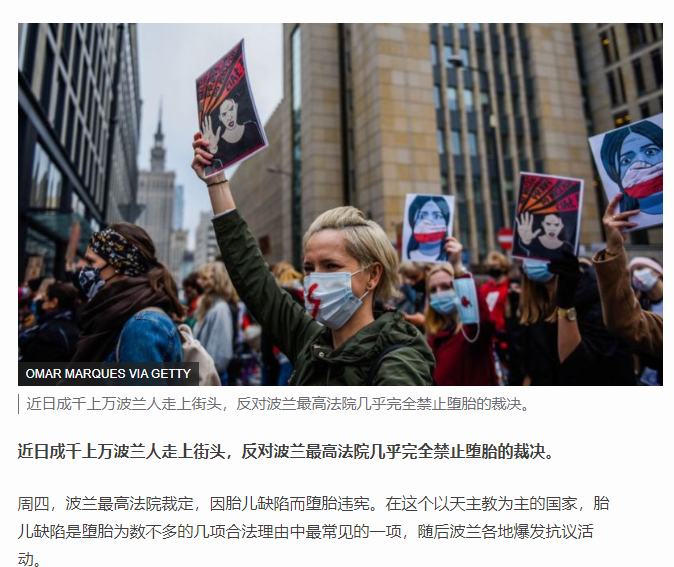 OMAR MARQUES VIA GETTY
近日成千上万波兰人走上街头，反对波兰最高法院几乎完全禁止堕胎的裁决。
近日成千上万波兰人走上街头，反对波兰最高法院几乎完全禁止堕胎的裁决。
周四，波兰最高法院裁定，因胎儿缺陷而堕胎违宪。在这个以天主教为主的国家，胎
儿缺陷是堕胎为数不多的几项合法理由中最常见的一项，随后波兰各地爆发抗议活
动。